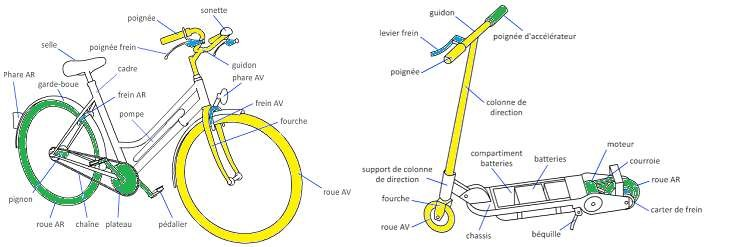 poignée
sonette
poignée frein
selle
cadre
guidon
Phare AR
garde-boue
phare AV
frein AR
frein AV
pompe
fourche
pignon
roue AR
chaîne
plateau
pédalier
roue AV
guidon
levier frein
poignée d'accélérateur
poignée
colonne de
direction
moteur
compartiment
batteries
batteries
courroie
support de colonne
de direction
roue AR
fourche
roue AV
chassis
béquille
carter de frein